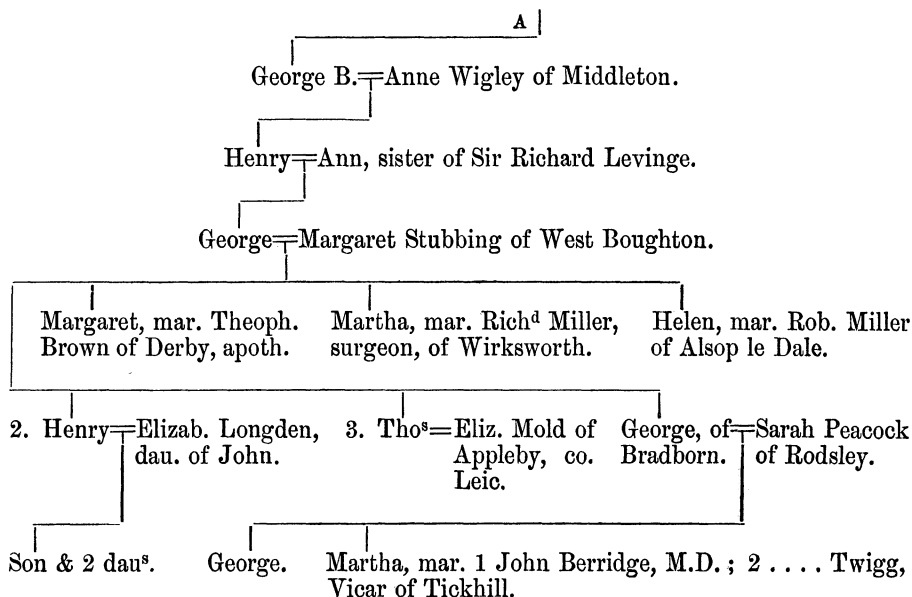 A
George B.=Anne Wigley of Middleton.
Henry=Ann, sister of Sir Richard Levinge.
George=Margaret Stubbing of West Boughton.
Margaret, mar. Theoph.
Brown of Derby, apoth.
Martha, mar. Richᵈ Miller,
surgeon, of Wirksworth.
Helen, mar. Rob. Miller
of Alsop le Dale.
2. Henry=Elizab. Longden,
dau. of John.
3. Thoˢ=Eliz. Mold of
Appleby, co.
Leic.
George, of=Sarah Peacock
Bradborn. of Rodsley.
Son & 2 dauˢ.
George.
Martha, mar. 1 John Berridge, M.D. ; 2 .... Twigg,
Vicar of Tickhill.